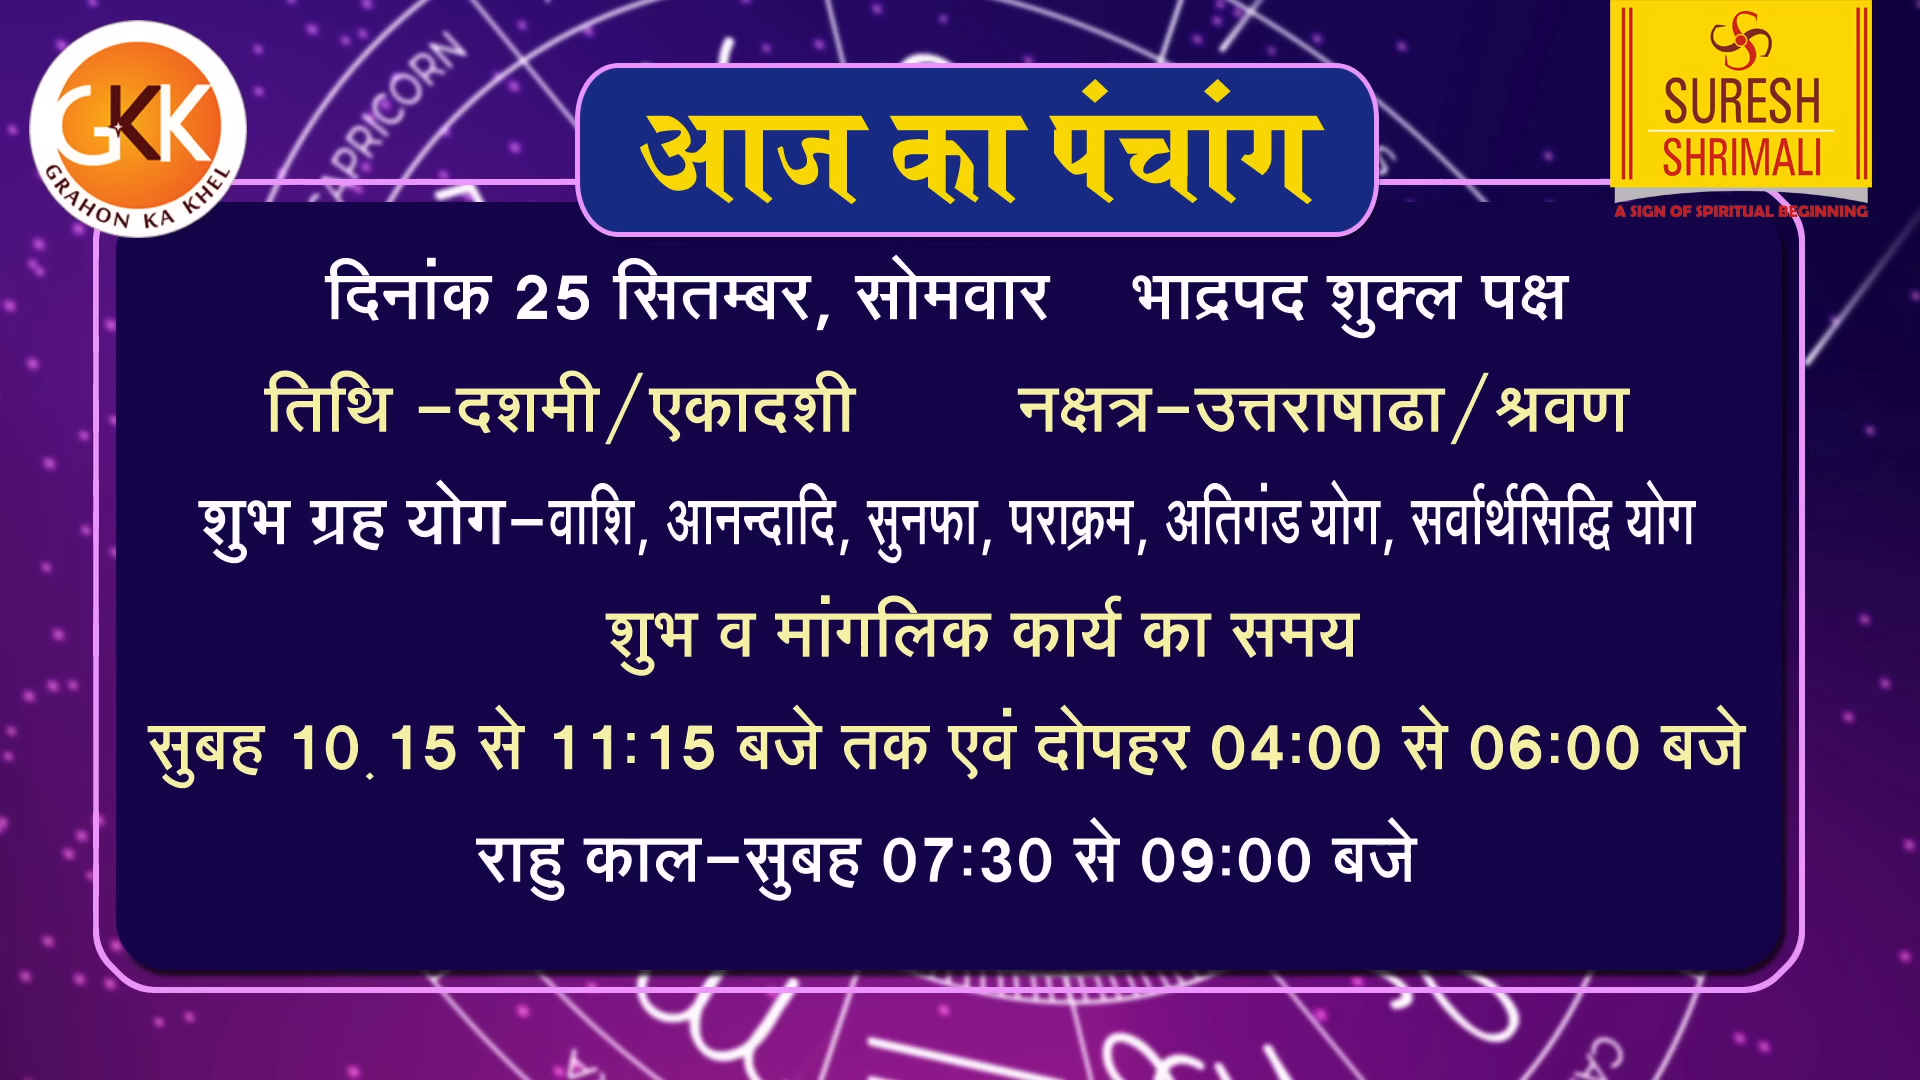 GKK
GRAHON KA KHEL
CAPRICORN
आज का पंचांग
SURESH
SHRIMALI
A SIGN OF SPIRITUAL BEGINNING
दिनांक 25 सितम्बर, सोमवार भाद्रपद शुक्ल पक्ष
तिथि -दशमी/एकादशी नक्षत्र-उत्तराषाढा/श्रवण
शुभ ग्रह योग-वाशि, आनन्दादि, सुनफा, पराक्रम, अतिगंड योग, सर्वार्थसिद्धि योग
शुभ व मांगलिक कार्य का समय
सुबह 10.15 से 11:15 बजे तक एवं दोपहर 04:00 से 06:00 बजे
राहु काल-सुबह 07:30 से 09:00 बजे